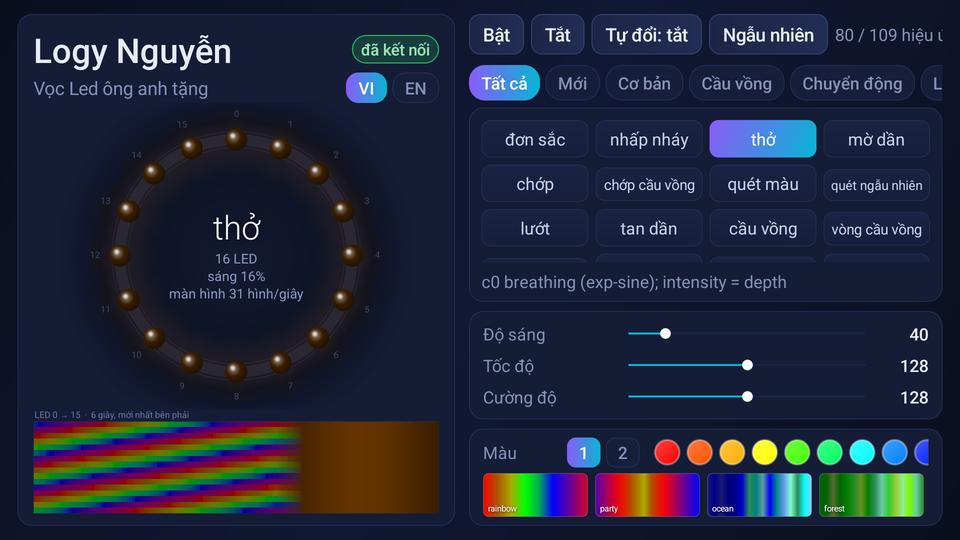 Logy Nguyễn
đã kết nối
Vọc Led ông anh tặng
VI
EN
0
1
2
3
4
5
6
7
8
9
10
11
12
13
14
15
thở
16 LED
sáng 16%
màn hình 31 hình/giây
LED 0 → 15 · 6 giây, mới nhất bên phải
Bật
Tắt
Tự đổi: tắt
Ngẫu nhiên
80 / 109 hiệu ứ
Tất cả
Mới
Cơ bản
Cầu vồng
Chuyển động
L
đơn sắc
nhấp nháy
thở
mờ dần
chớp
chớp cầu vồng
quét màu
quét ngẫu nhiên
lướt
tan dần
cầu vồng
vòng cầu vồng
c0 breathing (exp-sine); intensity = depth
Độ sáng
40
Tốc độ
128
Cường độ
128
Màu
1
2
rainbow
party
ocean
forest